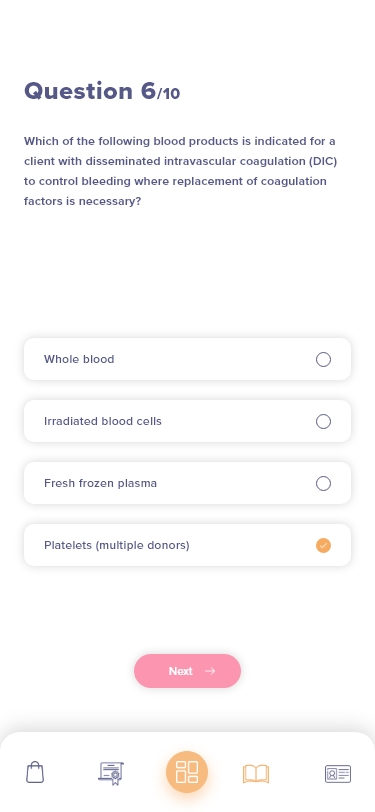 Question 6/10
Which of the following blood products is indicated for a
client with disseminated intravascular coagulation (DIC)
to control bleeding where replacement of coagulation
factors is necessary?
Whole blood
Irradiated blood cells
Fresh frozen plasma
Platelets (multiple donors)
Next